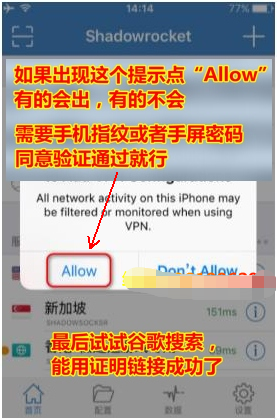 14:14
87%
Shadowrocket
如果出现这个提示点“Allow”
有的会出，有的不会
需要手机指纹或者手屏密码
同意验证通过就行
All network activity on this iPhone may
be filtered or monitored when using
VPN.
Allow
Don't Allow
新加坡
151ms
SHADOWSOCKSR
最后试试谷歌搜索，
能用证明链接成功了
首页
配置
数据
设置